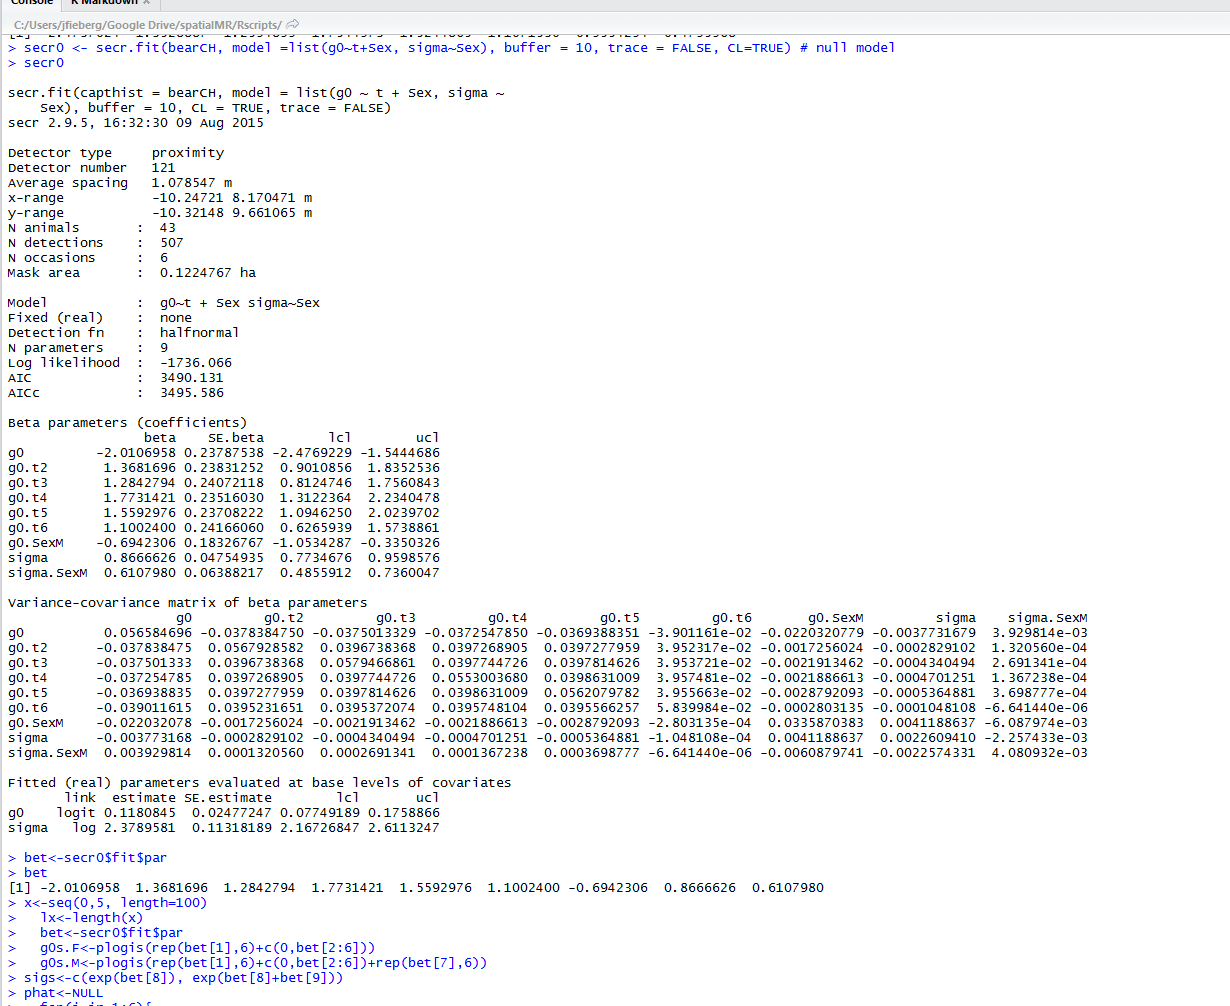 Console R Markdown ×
C:/Users/jfieberg/Google Drive/spatialMR/Rscripts/
> secr0 <- secr.fit(bearCH, model =list(g0~t+Sex, sigma~Sex), buffer = 10, trace = FALSE, CL=TRUE) # null model
> secr0
secr.fit(capthist = bearCH, model = list(g0 ~ t + Sex, sigma ~
Sex), buffer = 10, CL = TRUE, trace = FALSE)
secr 2.9.5, 16:32:30 09 Aug 2015
Detector type proximity
Detector number 121
Average spacing 1.078547 m
x-range -10.24721 8.170471 m
y-range -10.32148 9.661065 m
N animals : 43
N detections : 507
N occasions : 6
Mask area : 0.1224767 ha
Model : g0~t + Sex sigma~Sex
Fixed (real) : none
Detection fn : halfnormal
N parameters : 9
Log likelihood : -1736.066
AIC : 3490.131
AICc : 3495.586
Beta parameters (coefficients)
beta SE.beta lcl ucl
g0 -2.0106958 0.23787538 -2.4769229 -1.5444686
g0.t2 1.3681696 0.23831252 0.9010856 1.8352536
g0.t3 1.2842794 0.24072118 0.8124746 1.7560843
g0.t4 1.7731421 0.23516030 1.3122364 2.2340478
g0.t5 1.5592976 0.23708222 1.0946250 2.0239702
g0.t6 1.1002400 0.24166060 0.6265939 1.5738861
g0.SexM -0.6942306 0.18326767 -1.0534287 -0.3350326
sigma 0.8666626 0.04754935 0.7734676 0.9598576
sigma.SexM 0.6107980 0.06388217 0.4855912 0.7360047
Variance-covariance matrix of beta parameters
g0 g0.t2 g0.t3 g0.t4 g0.t5 g0.t6 g0.SexM sigma sigma.SexM
g0 0.056584696 -0.0378384750 -0.0375013329 -0.0372547850 -0.0369388351 -3.901161e-02 -0.0220320779 -0.0037731679 3.929814e-03
g0.t2 -0.037838475 0.0567928582 0.0396738368 0.0397268905 0.0397277959 3.952317e-02 -0.0017256024 -0.0002829102 1.320560e-04
g0.t3 -0.037501333 0.0396738368 0.0579466861 0.0397744726 0.0397814626 3.953721e-02 -0.0021913462 -0.0004340494 2.691341e-04
g0.t4 -0.037254785 0.0397268905 0.0397744726 0.0553003680 0.0398631009 3.957481e-02 -0.0021886613 -0.0004701251 1.367238e-04
g0.t5 -0.036938835 0.0397277959 0.0397814626 0.0398631009 0.0562079782 3.955663e-02 -0.0028792093 -0.0005364881 3.698777e-04
g0.t6 -0.039011615 0.0395231651 0.0395372074 0.0395748104 0.0395566257 5.839984e-02 -0.0002803135 -0.0001048108 -6.641440e-06
g0.SexM -0.022032078 -0.0017256024 -0.0021913462 -0.0021886613 -0.0028792093 -2.803135e-04 0.0335870383 0.0041188637 -6.087974e-03
sigma -0.003773168 -0.0002829102 -0.0004340494 -0.0004701251 -0.0005364881 -1.048108e-04 0.0041188637 0.0022609410 -2.257433e-03
sigma.SexM 0.003929814 0.0001320560 0.0002691341 0.0001367238 0.0003698777 -6.641440e-06 -0.0060879741 -0.0022574331 4.080932e-03
Fitted (real) parameters evaluated at base levels of covariates
link estimate SE.estimate lcl ucl
g0 logit 0.1180845 0.02477247 0.07749189 0.1758866
sigma log 2.3789581 0.11318189 2.16726847 2.6113247
> bet<-secr0$fit$par
> bet
[1] -2.0106958 1.3681696 1.2842794 1.7731421 1.5592976 1.1002400 -0.6942306 0.8666626 0.6107980
> x<-seq(0,5, length=100)
> lx<-length(x)
> bet<-secr0$fit$par
> g0s.F<-plogis(rep(bet[1],6)+c(0,bet[2:6]))
> g0s.M<-plogis(rep(bet[1],6)+c(0,bet[2:6])+rep(bet[7],6))
> sigs<-c(exp(bet[8]), exp(bet[8]+bet[9]))
> phat<-NULL